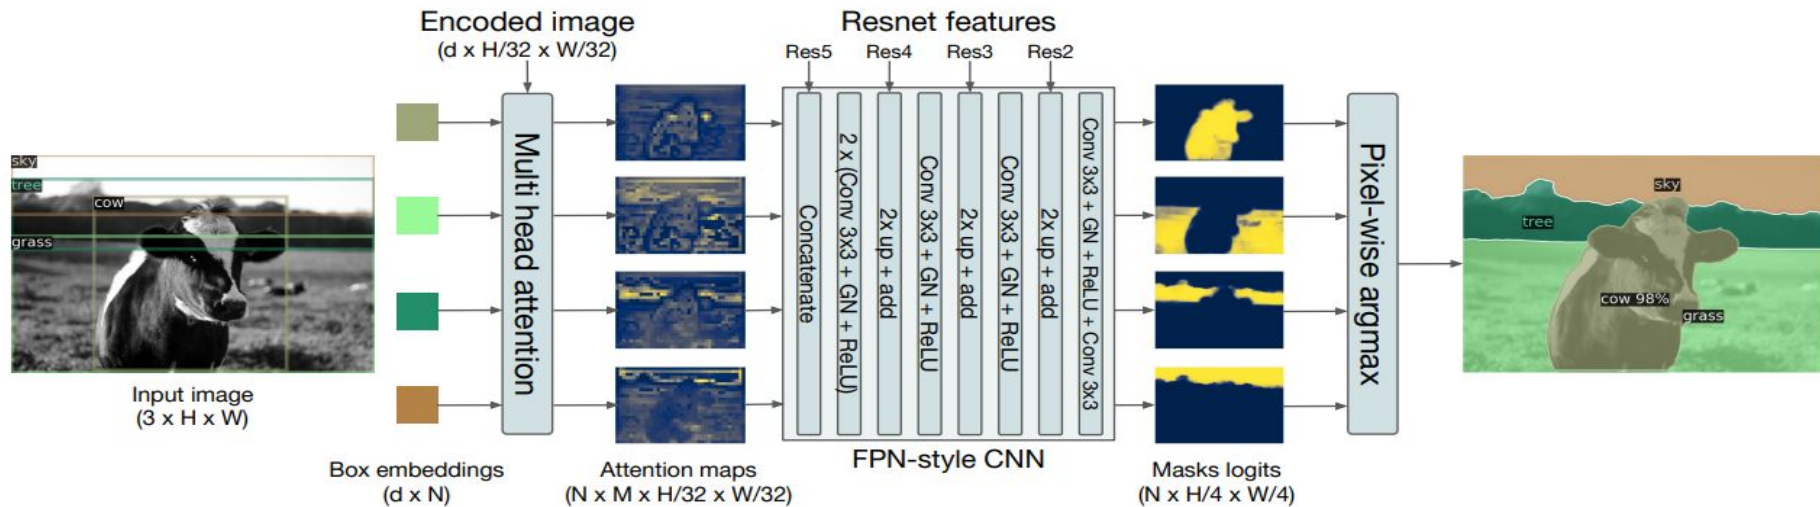 Encoded image
(d x H/32 x W/32)
Resnet features
Res5
Res4
Res3
Res2
sky
tree
cow
grass
Input image
(3 x H x W)
Box embeddings
(d x N)
Multi head attention
Attention maps
(N x M x H/32 x W/32)
Concatenate
2 x (Conv 3x3 + GN + ReLU)
2x up + add
Conv 3x3 + GN + ReLU
2x up + add
Conv 3x3 + GN + ReLU
2x up + add
Conv 3x3 + GN + ReLU + Conv 3x3
FPN-style CNN
Masks logits
(N x H/4 x W/4)
Pixel-wise argmax
sky
tree
cow 98%
grass